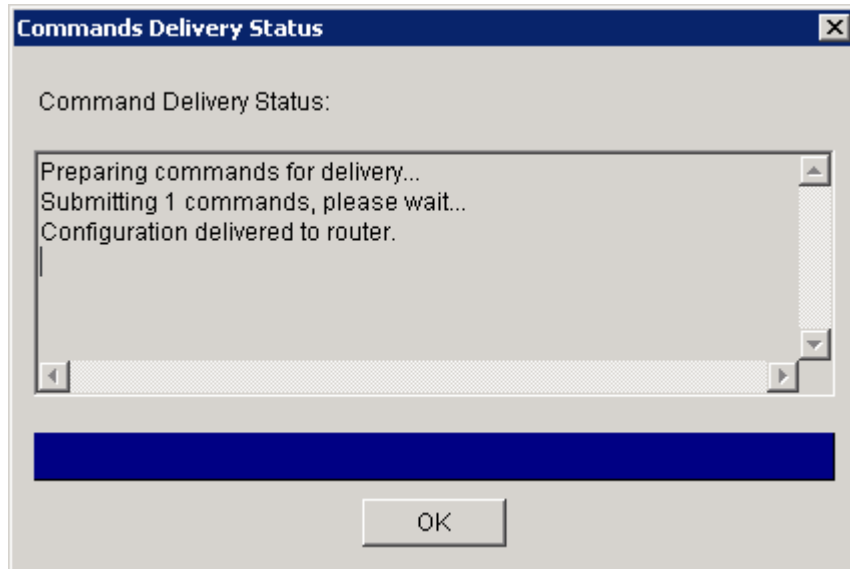 Commands Delivery Status
Command Delivery Status:
Preparing commands for delivery...
Submitting 1 commands, please wait...
Configuration delivered to router.
OK